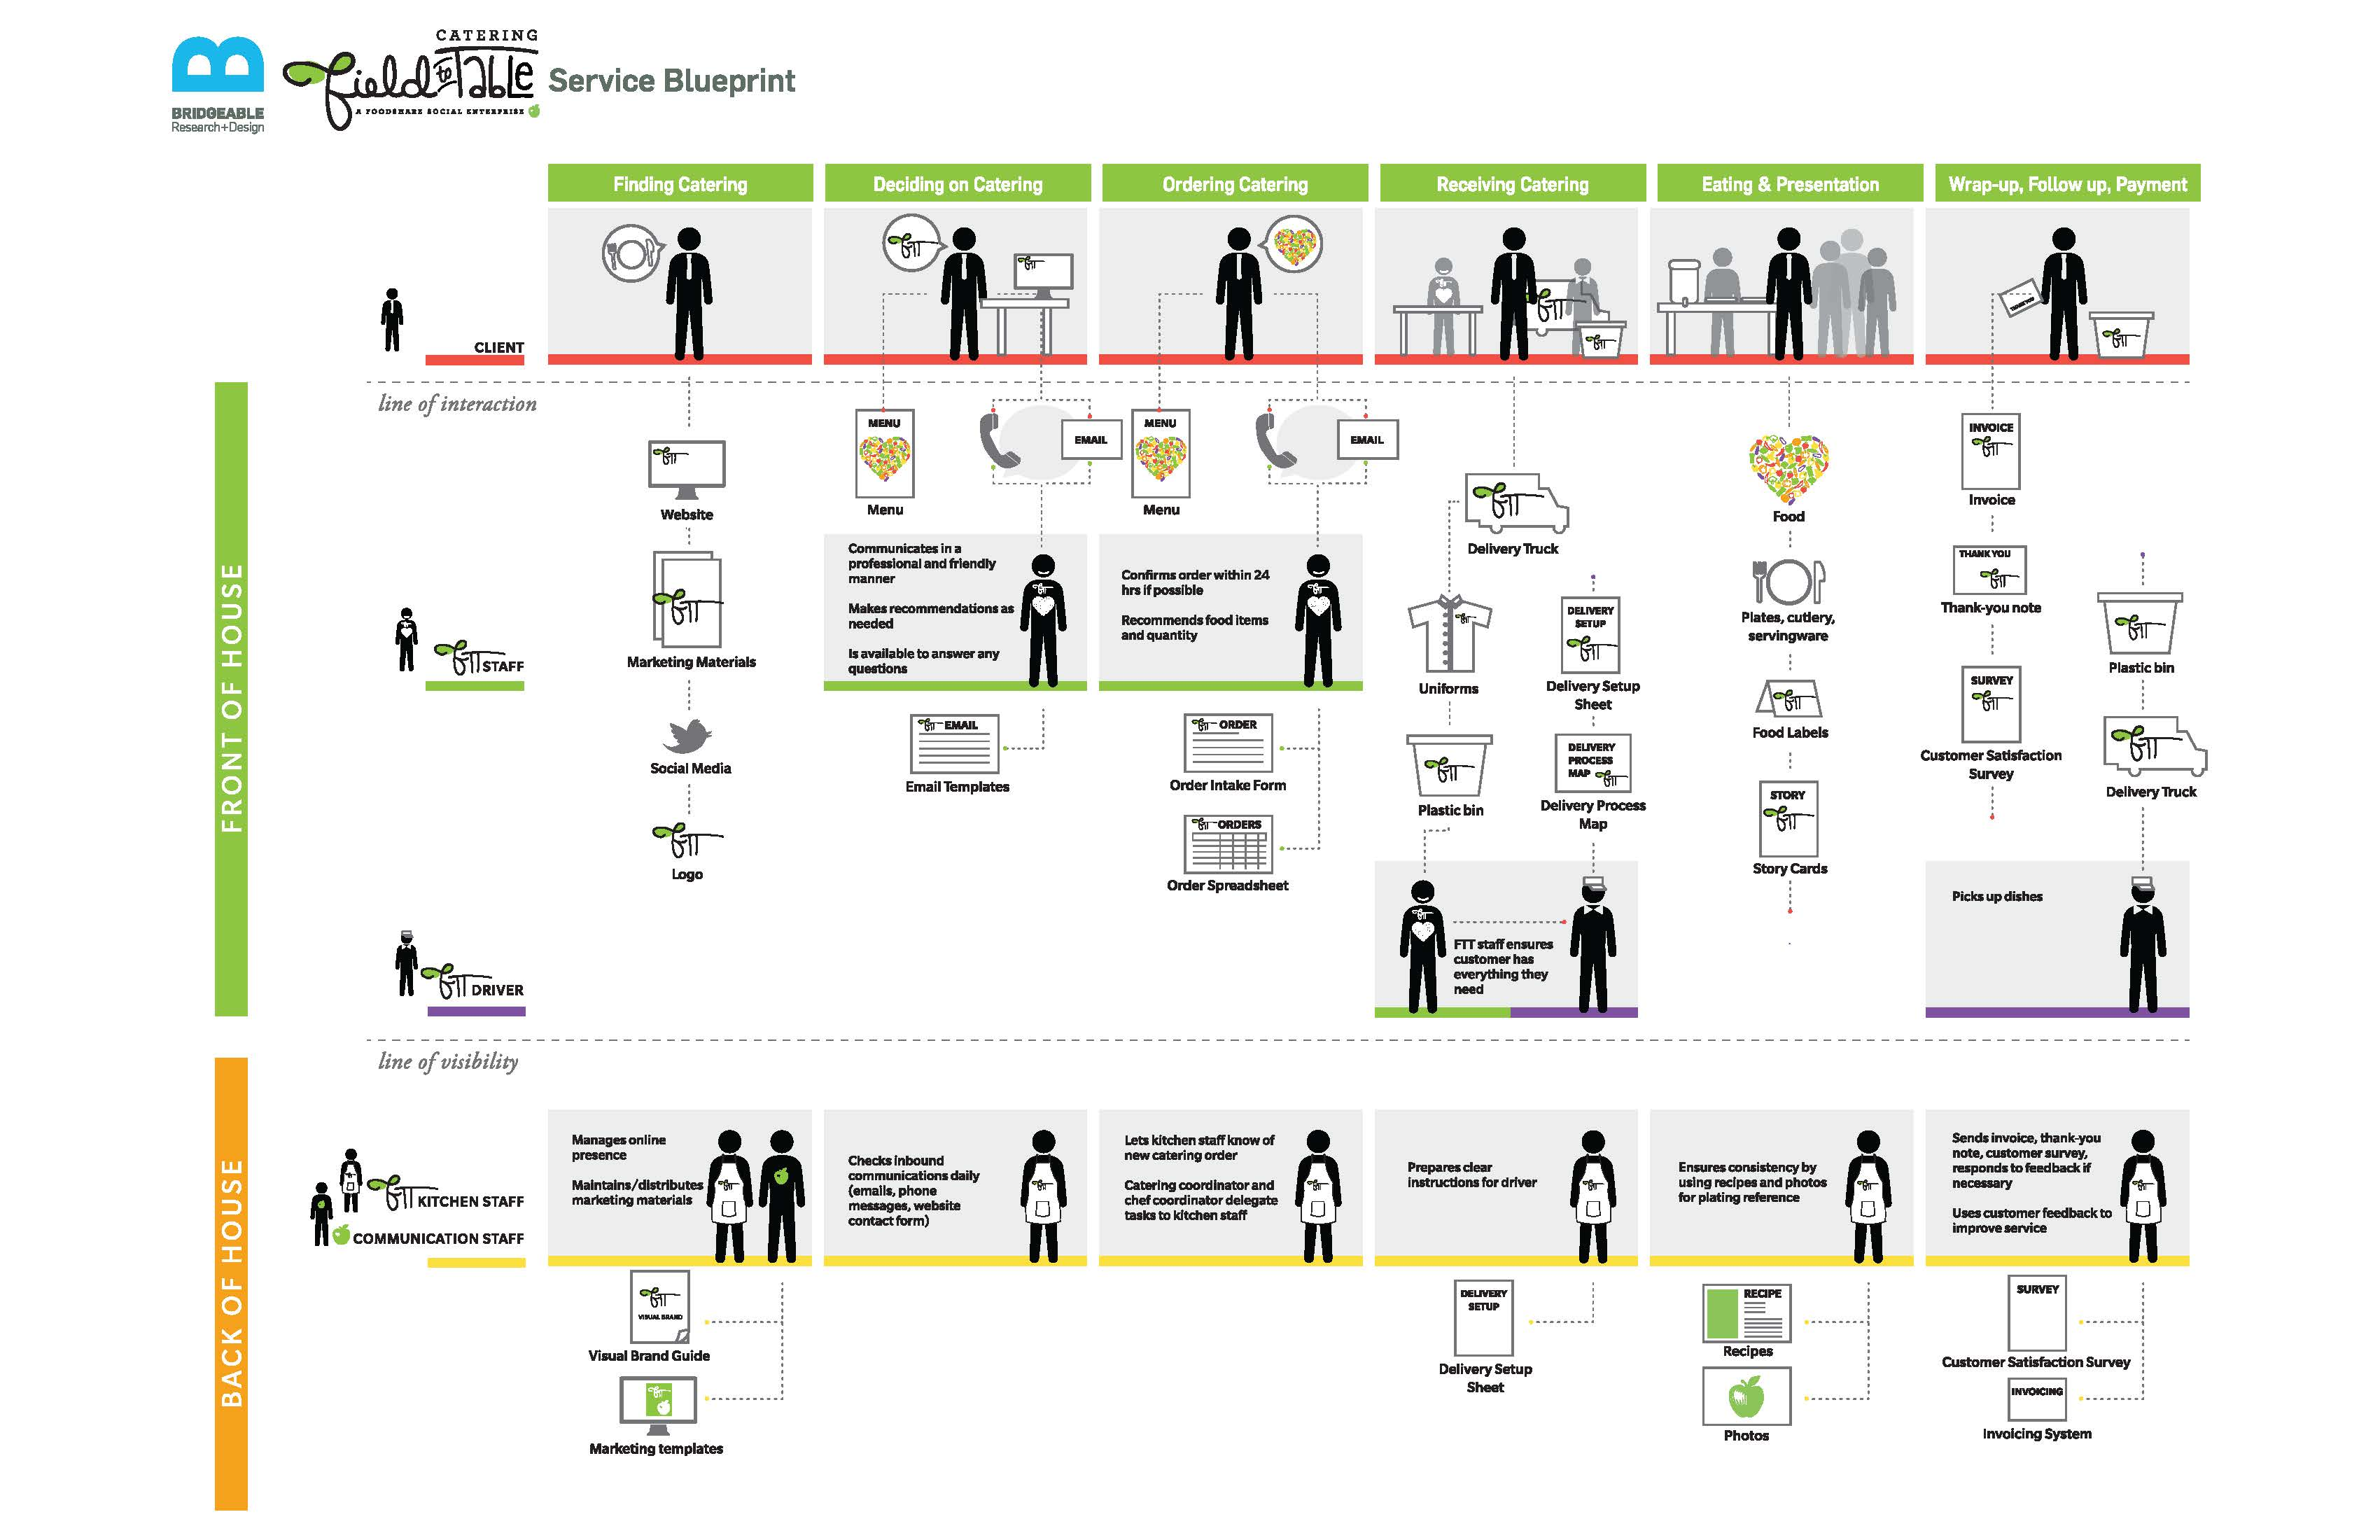 BRIDGEABLE
Research+Design
CATERING
Field to Table
A FOODSHARE SOCIAL ENTERPRISE
Service Blueprint
Finding Catering
Deciding on Catering
Ordering Catering
Receiving Catering
Eating & Presentation
Wrap-up, Follow up, Payment
CLIENT
THANK YOU
line of interaction
FRONT OF HOUSE
Website
Marketing Materials
Social Media
Logo
MENU
Menu
EMAIL
Communicates in a
professional and friendly
manner
Makes recommendations as
needed
Is available to answer any
questions
EMAIL
Email Templates
MENU
Menu
EMAIL
Confirms order within 24
hrs if possible
Recommends food items
and quantity
ORDER
Order Intake Form
ORDERS
Order Spreadsheet
Delivery Truck
Uniforms
Plastic bin
DELIVERY
SETUP
Delivery Setup
Sheet
DELIVERY
PROCESS
MAP
Delivery Process
Map
FTT staff ensures
customer has
everything they
need
Food
Plates, cutlery,
servingware
Food Labels
STORY
Story Cards
INVOICE
Invoice
THANK YOU
Thank-you note
SURVEY
Customer Satisfaction
Survey
Plastic bin
Delivery Truck
Picks up dishes
FTT STAFF
FTT DRIVER
line of visibility
BACK OF HOUSE
FTT KITCHEN STAFF
COMMUNICATION STAFF
Manages online
presence
Maintains/distributes
marketing materials
VISUAL BRAND
Visual Brand Guide
Marketing templates
Checks inbound
communications daily
(emails, phone
messages, website
contact form)
Lets kitchen staff know of
new catering order
Catering coordinator and
chef coordinator delegate
tasks to kitchen staff
Prepares clear
instructions for driver
DELIVERY
SETUP
Delivery Setup
Sheet
Ensures consistency by
using recipes and photos
for plating reference
RECIPE
Recipes
Photos
Sends invoice, thank-you
note, customer survey,
responds to feedback if
necessary
Uses customer feedback to
improve service
SURVEY
Customer Satisfaction Survey
INVOICING
Invoicing System